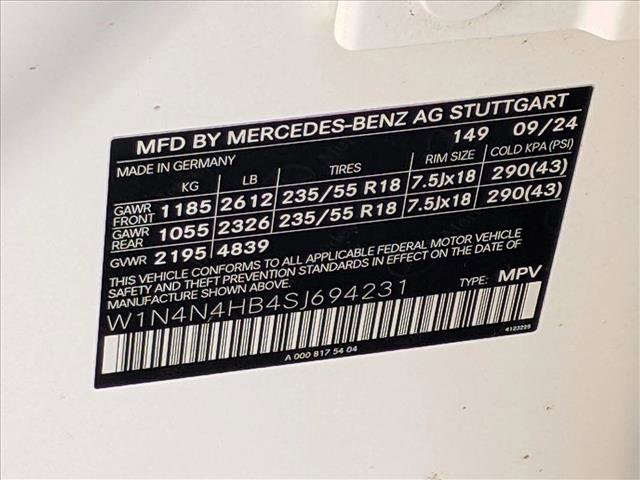 MFD BY MERCEDES-BENZ AG STUTTGART
149 09/24
MADE IN GERMANY
KG LB TIRES RIM SIZE COLD KPA (PSI)
GAWR FRONT 1185 2612 235/55 R18 7.5Jx18 290(43)
GAWR REAR 1055 2326 235/55 R18 7.5Jx18 290(43)
GVWR 2195 4839
THIS VEHICLE CONFORMS TO ALL APPLICABLE FEDERAL MOTOR VEHICLE
SAFETY AND THEFT PREVENTION STANDARDS IN EFFECT ON THE DATE OF
MANUFACTURE SHOWN ABOVE.
W1N4N4HB4SJ694231 TYPE: MPV
A 000 817 54 04
4123229